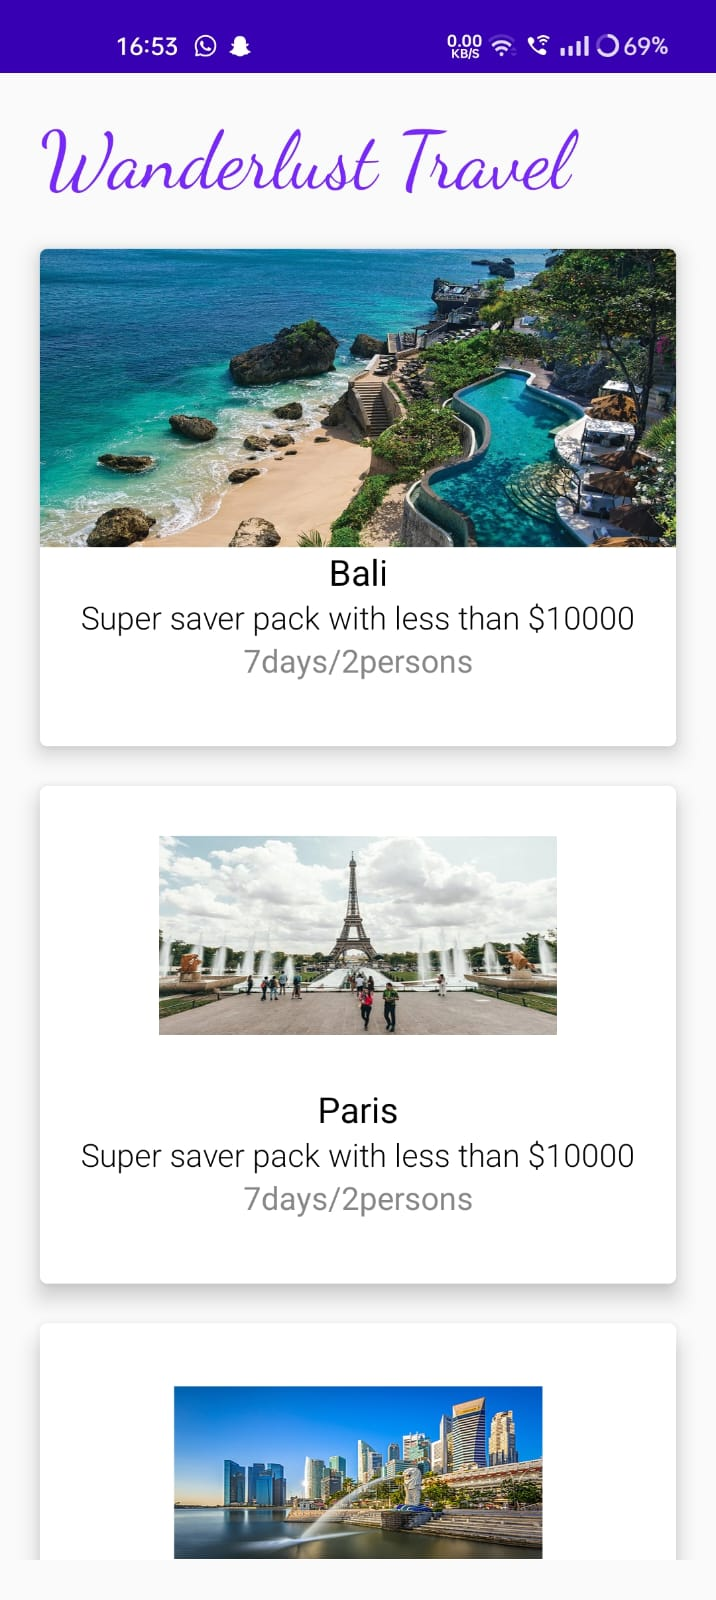 16:53 0.00 KB/S 69%
Wanderlust Travel
Bali
Super saver pack with less than $10000
7days/2persons
Paris
Super saver pack with less than $10000
7days/2persons